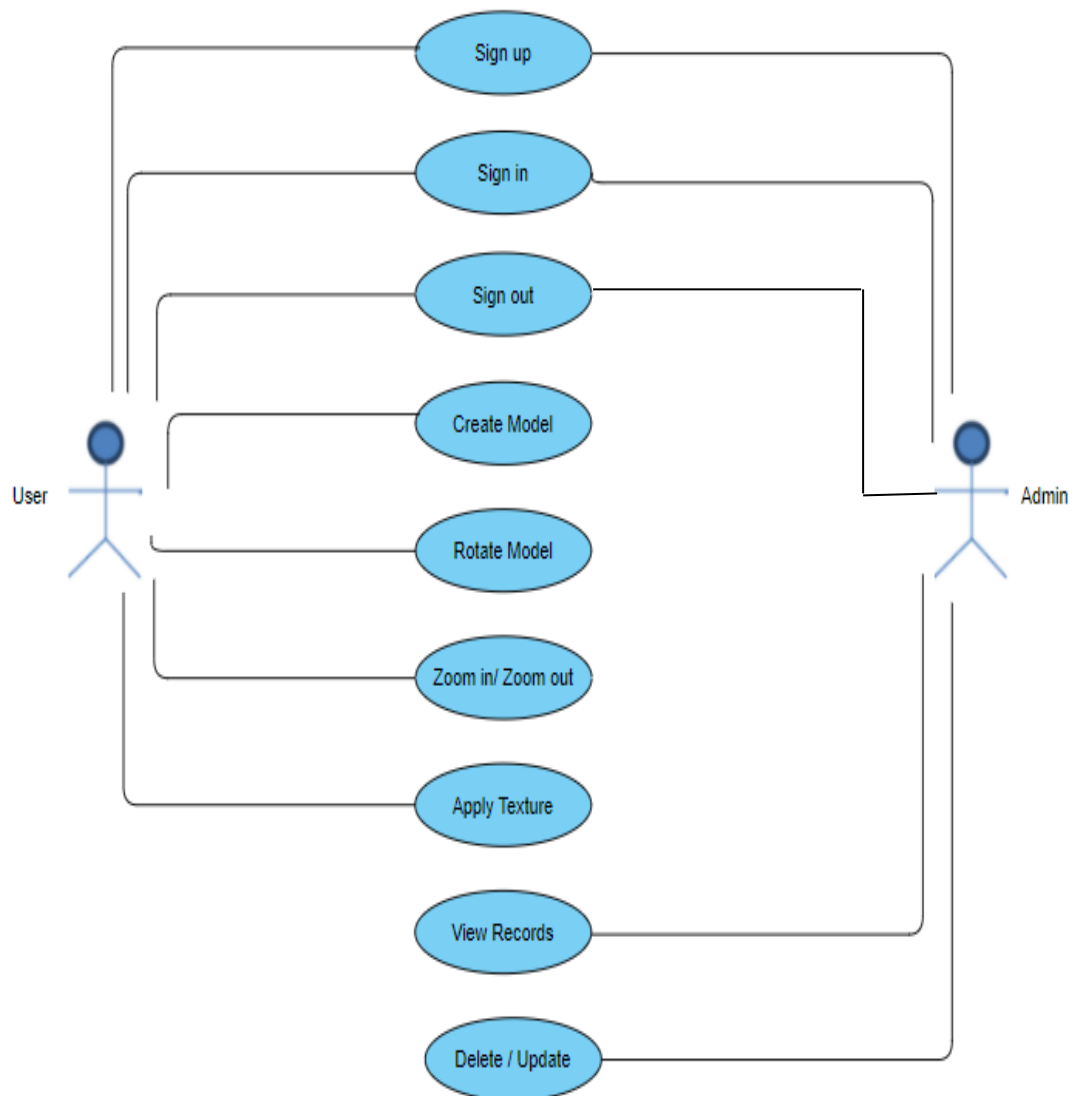 Sign up
Sign in
Sign out
Create Model
User
Admin
Rotate Model
Zoom in/ Zoom out
Apply Texture
View Records
Delete / Update